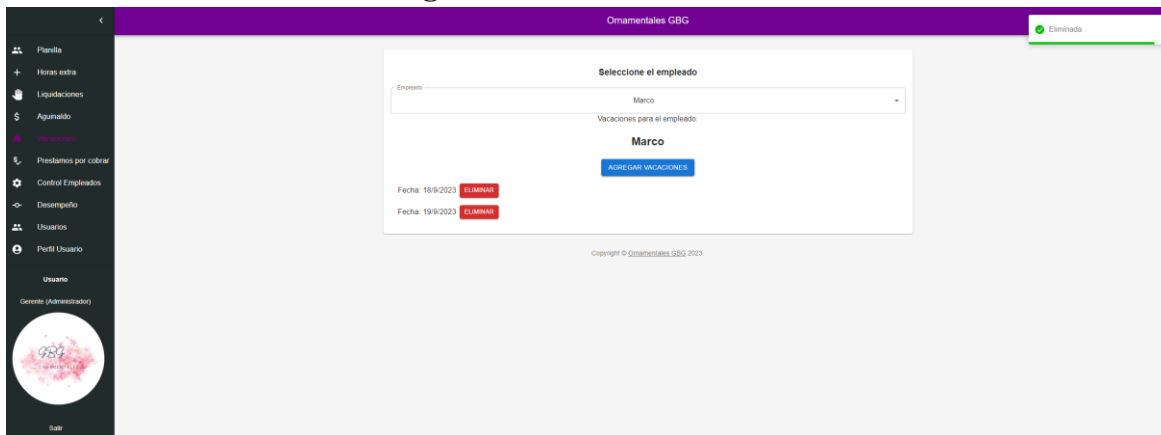 Ornamentales GBG
Eliminada
Planilla
Horas extra
Liquidaciones
Aguinaldo
Vacaciones
Prestamos por cobrar
Control Empleados
Desempeño
Usuarios
Perfil Usuario
Usuario
Gerente (Administrador)
GBG
Salir
Seleccione el empleado
Empleado
Marco
Vacaciones para el empleado:
Marco
AGREGAR VACACIONES
Fecha: 18/9/2023 ELIMINAR
Fecha: 19/9/2023 ELIMINAR
Copyright © Ornamentales GBG 2023.